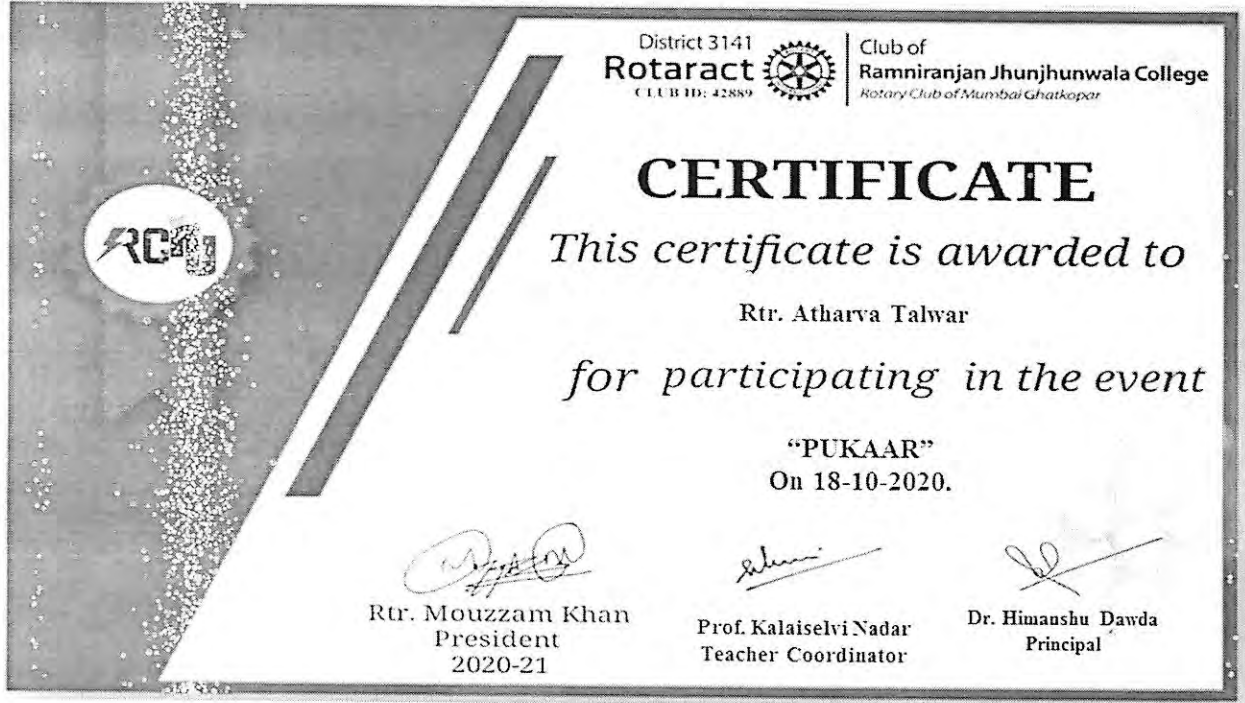 District 3141
Rotaract
CLUB ID: 42889
Club of
Ramniranjan Jhunjhunwala College
Rotary Club of Mumbai Ghatkopar
CERTIFICATE
This certificate is awarded to
Rtr. Atharva Talwar
for participating in the event
“PUKAAR”
On 18-10-2020.
Rtr. Mouzzam Khan
President
2020-21
Prof. Kalaiselvi Nadar
Teacher Coordinator
Dr. Himanshu Dawda
Principal